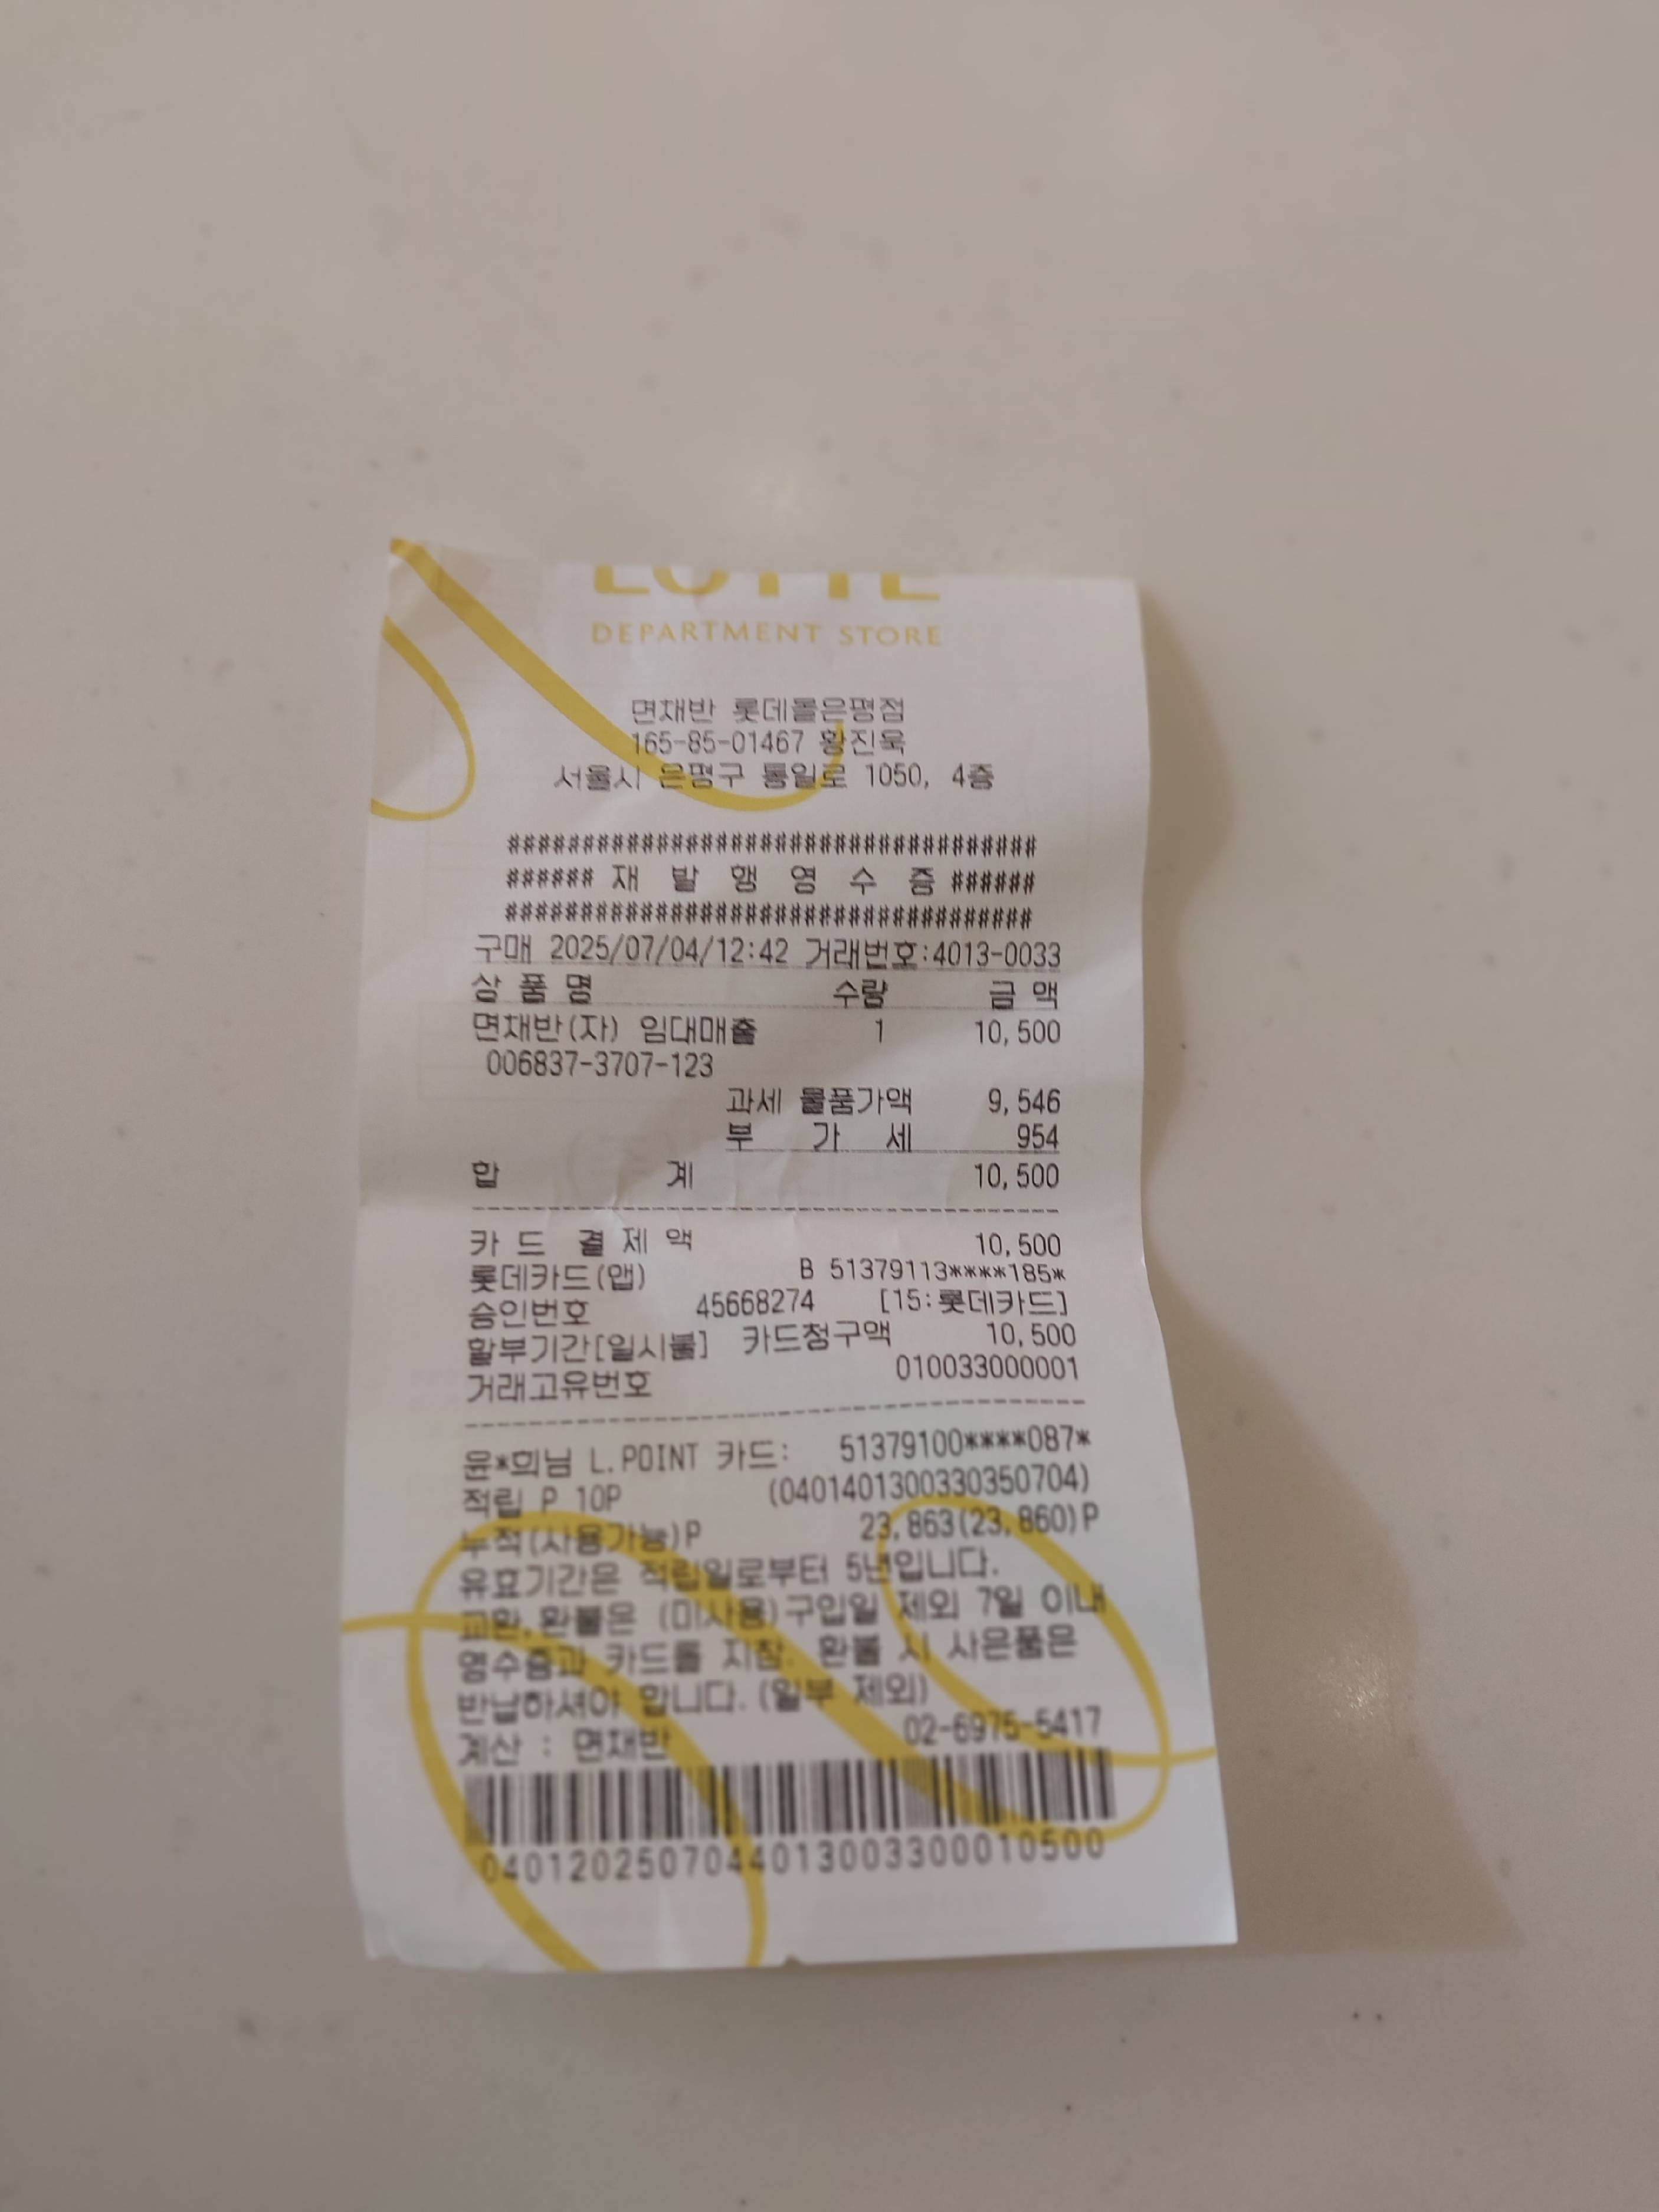 LOTTE
DEPARTMENT STORE
면채반 롯데몰은평점
165-85-01467 황진욱
서울시 은평구 통일로 1050, 4층
####################################
###### 재 발 행 영 수 증 ######
####################################
구매 2025/07/04/12:42 거래번호:4013-0033
상 품 명 수량 금 액
면채반(자) 임대매출 1 10,500
006837-3707-123
과세 물품가액 9,546
부 가 세 954
합 계 10,500
카 드 결 제 액 10,500
롯데카드(앱) B 51379113****185*
승인번호 45668274 [15:롯데카드]
할부기간[일시불] 카드청구액 10,500
거래고유번호 010033000001
윤*희님 L.POINT 카드: 51379100****087*
적립 P 10P (0401401300330350704)
누적(사용가능)P 23,863(23,860)P
유효기간은 적립일로부터 5년입니다.
교환,환불은 (미사용)구입일 제외 7일 이내
영수증과 카드를 지참. 환불 시 사은품은
반납하셔야 합니다.(일부 제외)
계산 : 면채반 02-6975-5417
0401202507044013003300010500